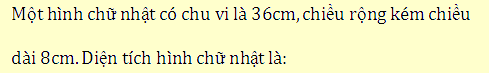 Một hình chữ nhật có chu vi là 36cm, chiều rộng kém chiều
dài 8cm. Diện tích hình chữ nhật là: